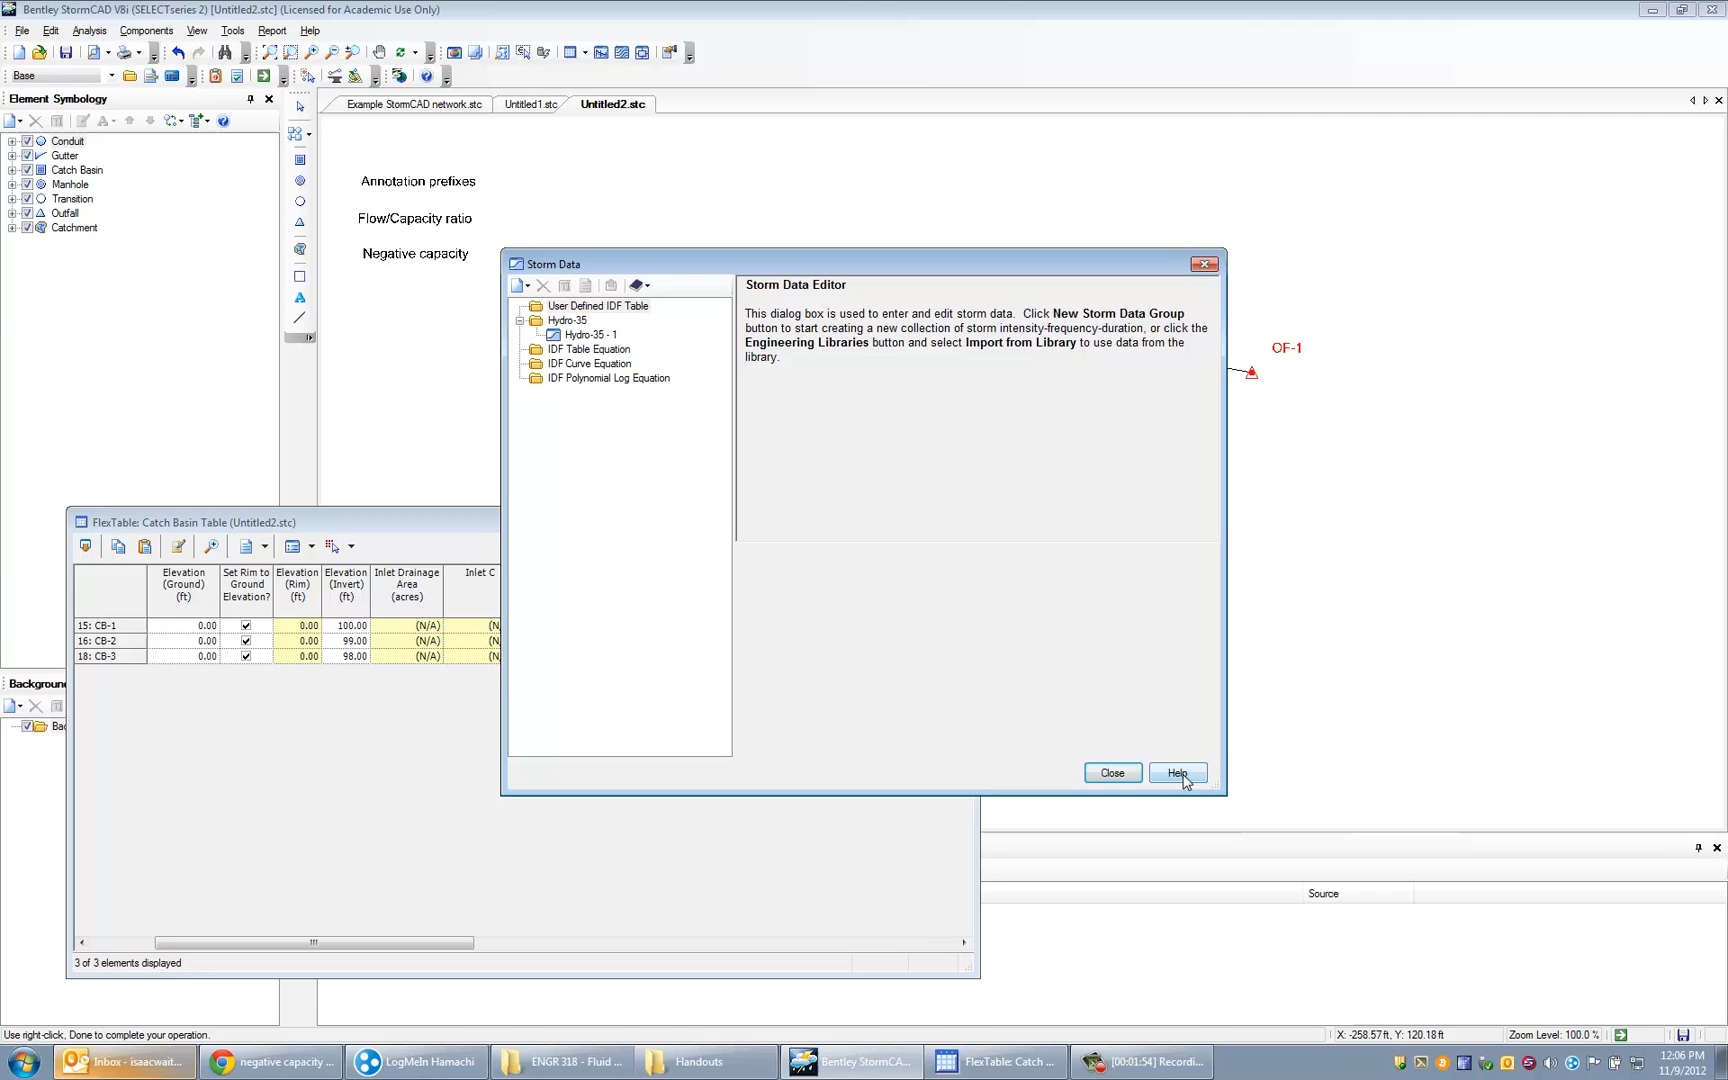 Bentley StormCAD V8i (SELECTseries 2) [Untitled2.stc] (Licensed for Academic Use Only)
File Edit Analysis Components View Tools Report Help
Base
Element Symbology
Example StormCAD network.stc Untitled1.stc Untitled2.stc
Conduit
Gutter
Catch Basin
Manhole
Transition
Outfall
Catchment
Annotation prefixes
Flow/Capacity ratio
Negative capacity
OF-1
Storm Data
User Defined IDF Table
Hydro-35
Hydro-35 - 1
IDF Table Equation
IDF Curve Equation
IDF Polynomial Log Equation
Storm Data Editor
This dialog box is used to enter and edit storm data. Click New Storm Data Group
button to start creating a new collection of storm intensity-frequency-duration, or click the
Engineering Libraries button and select Import from Library to use data from the
library.
Close Help
FlexTable: Catch Basin Table (Untitled2.stc)
Elevation (Ground) (ft) Set Rim to Ground Elevation? Elevation (Rim) (ft) Elevation (Invert) (ft) Inlet Drainage Area (acres) Inlet C
15: CB-1 0.00 0.00 100.00 (N/A) (N
16: CB-2 0.00 0.00 99.00 (N/A) (N
18: CB-3 0.00 0.00 98.00 (N/A) (N
3 of 3 elements displayed
Background
Bac
Source
Use right-click, Done to complete your operation.
X: -258.57ft, Y: 120.18 ft Zoom Level: 100.0 %
Inbox - isaacwait... negative capacity ... LogMeIn Hamachi ENGR 318 - Fluid ... Handouts Bentley StormCA... FlexTable: Catch ... [00:01:54] Recordi...
12:06 PM
11/9/2012